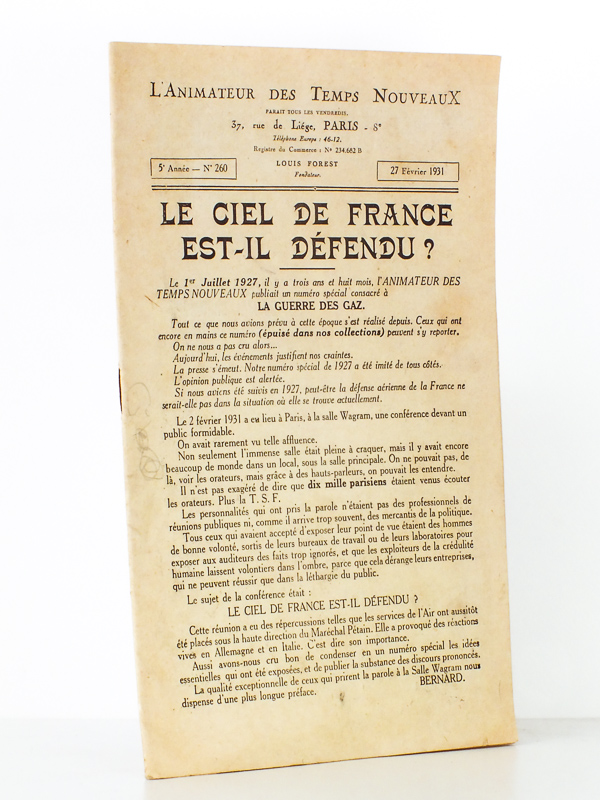 L'ANIMATEUR DES TEMPS NOUVEAUX
PARAIT TOUS LES VENDREDIS,
37, rue de Liége, PARIS - 8e
Téléphone Europe : 46-12.
Registre du Commerce : N° 234.682 B
5e Année — N° 260
LOUIS FOREST
Fondateur.
27 Février 1931
LE CIEL DE FRANCE
EST-IL DÉFENDU ?
Le 1er Juillet 1927, il y a trois ans et huit mois, l'ANIMATEUR DES
TEMPS NOUVEAUX publiait un numéro spécial consacré à
LA GUERRE DES GAZ.
Tout ce que nous avions prévu à cette époque s'est réalisé depuis. Ceux qui ont
encore en mains ce numéro (épuisé dans nos collections) peuvent s'y reporter.
On ne nous a pas cru alors...
Aujourd'hui, les événements justifient nos craintes.
La presse s'émeut. Notre numéro spécial de 1927 a été imité de tous côtés.
L'opinion publique est alertée.
Si nous avions été suivis en 1927, peut-être la défense aérienne de la France ne
serait-elle pas dans la situation où elle se trouve actuellement.
Le 2 février 1931 a eu lieu à Paris, à la salle Wagram, une conférence devant un
public formidable.
On avait rarement vu telle affluence.
Non seulement l'immense salle était pleine à craquer, mais il y avait encore
beaucoup de monde dans un local, sous la salle principale. On ne pouvait pas, de
là, voir les orateurs, mais grâce à des hauts-parleurs, on pouvait les entendre.
Il n'est pas exagéré de dire que dix mille parisiens étaient venus écouter
les orateurs. Plus la T. S. F.
Les personnalités qui ont pris la parole n'étaient pas des professionnels de
réunions publiques ni, comme il arrive trop souvent, des mercantis de la politique.
Tous ceux qui avaient accepté d'exposer leur point de vue étaient des hommes
de bonne volonté, sortis de leurs bureaux de travail ou de leurs laboratoires pour
exposer aux auditeurs des faits trop ignorés, et que les exploiteurs de la crédulité
humaine laissent volontiers dans l'ombre, parce que cela dérange leurs entreprises,
qui ne peuvent réussir que dans la léthargie du public.
Le sujet de la conférence était :
LE CIEL DE FRANCE EST-IL DÉFENDU ?
Cette réunion a eu des répercussions telles que les services de l'Air ont aussitôt
été placés sous la haute direction du Maréchal Pétain. Elle a provoqué des réactions
vives en Allemagne et en Italie. C'est dire son importance.
Aussi avons-nous cru bon de condenser en un numéro spécial les idées
essentielles qui ont été exposées, et de publier la substance des discours prononcés.
La qualité exceptionnelle de ceux qui prirent la parole à la Salle Wagram nous
dispense d'une plus longue préface.
BERNARD.